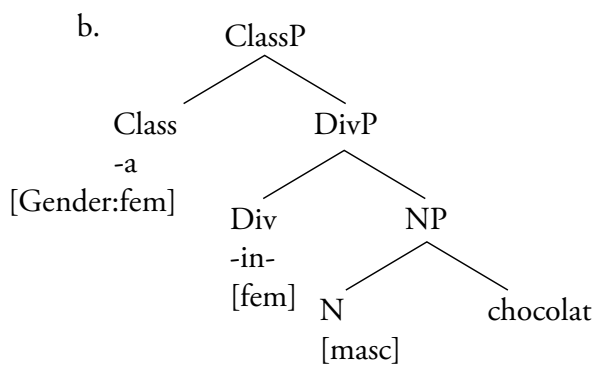 b.
ClassP
Class DivP
-a
[Gender:fem]
Div NP
-in-
[fem]
N chocolat
[masc]